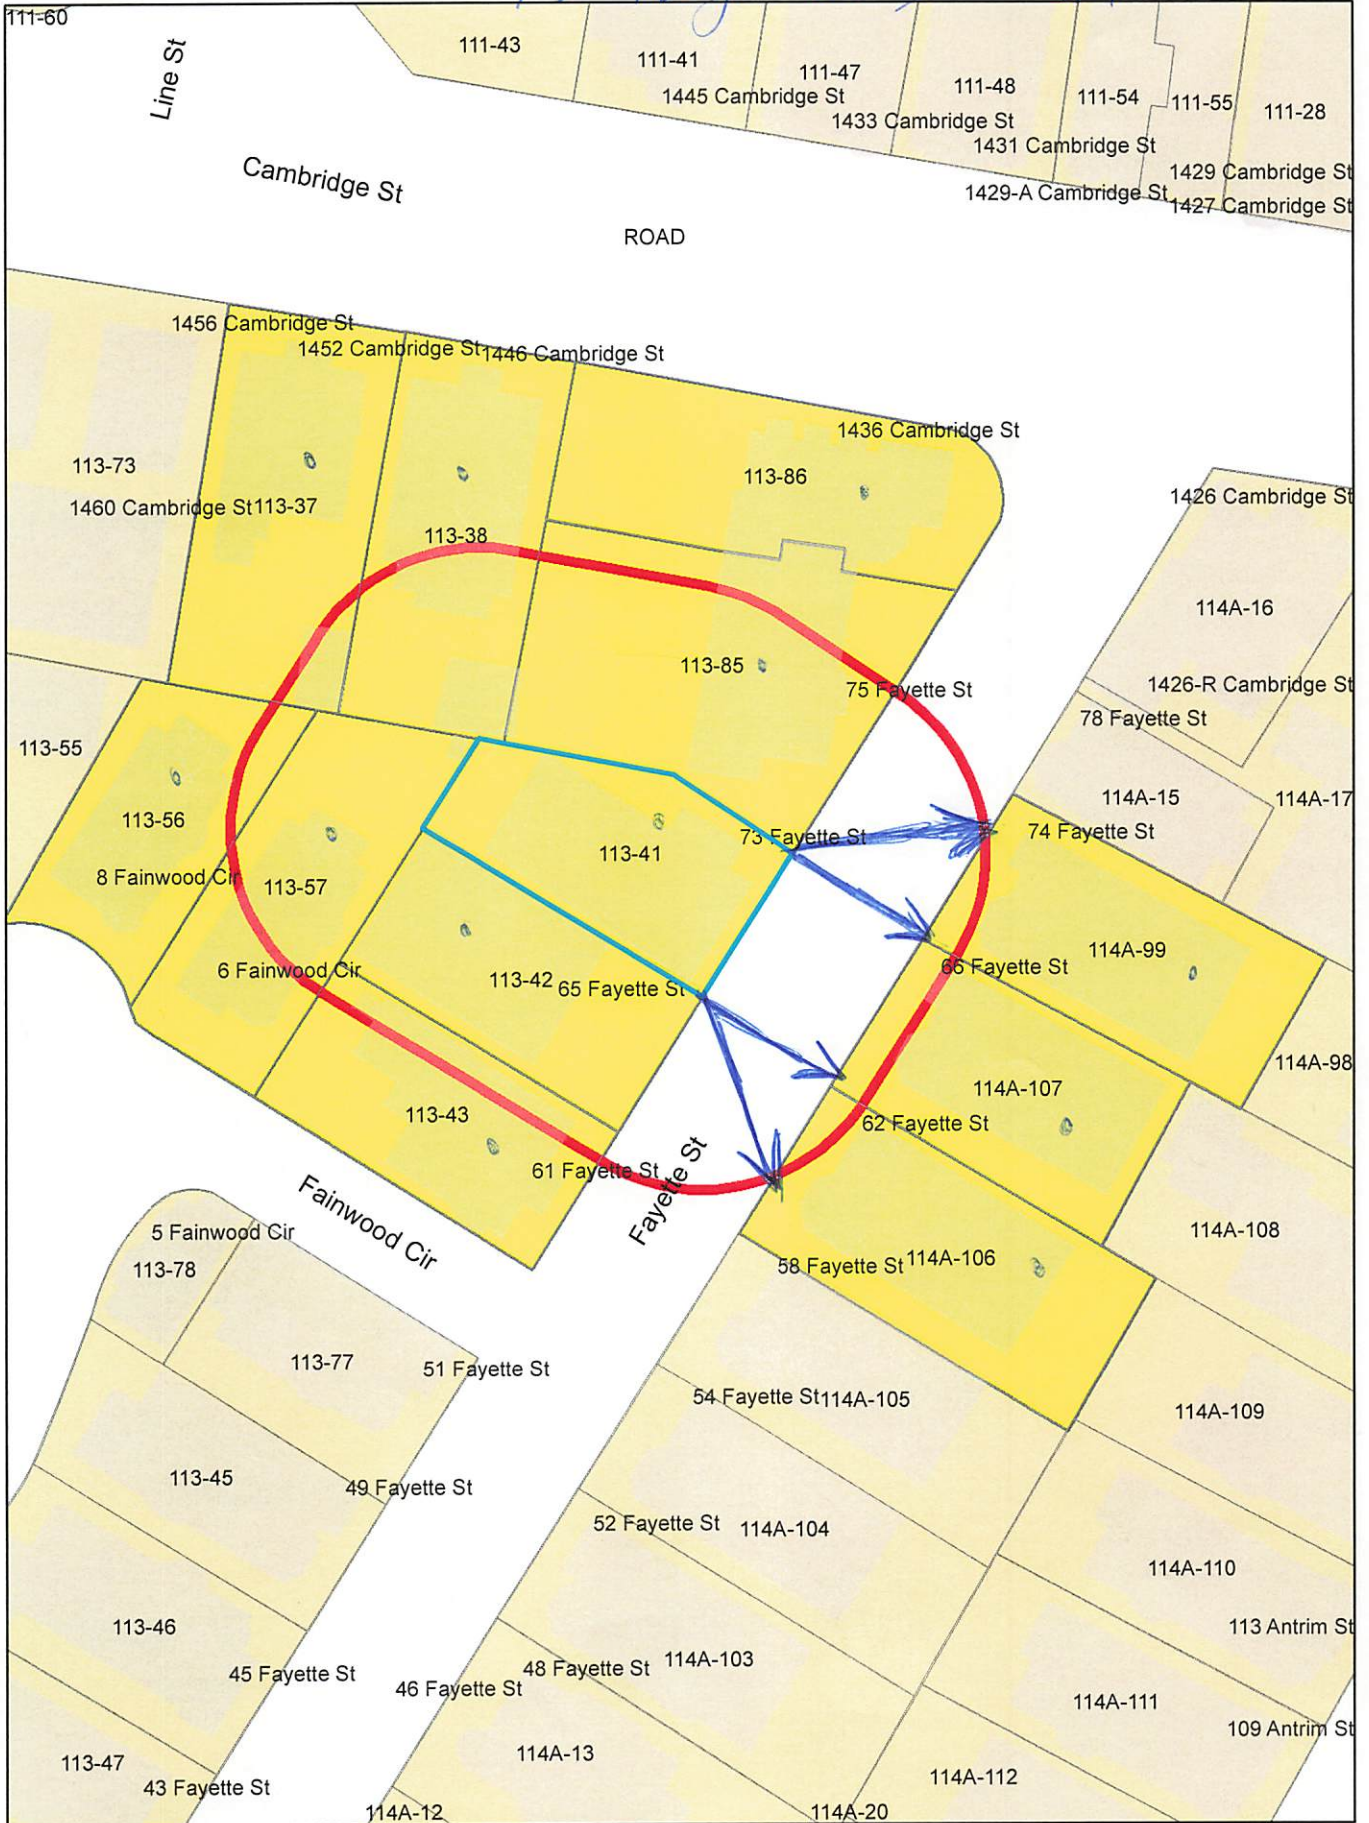 111-60
Line St
111-43
111-41
111-47
111-48
111-54
111-55
111-28
1445 Cambridge St
1433 Cambridge St
1431 Cambridge St
1429 Cambridge St
1429-A Cambridge St
1427 Cambridge St
Cambridge St
ROAD
1456 Cambridge St
1452 Cambridge St
1446 Cambridge St
1436 Cambridge St
113-73
1460 Cambridge St
113-37
113-38
113-86
1426 Cambridge St
114A-16
113-85
75 Fayette St
1426-R Cambridge St
78 Fayette St
113-55
113-56
8 Fainwood Cir
113-57
113-41
73 Fayette St
114A-15
114A-17
74 Fayette St
6 Fainwood Cir
113-42
65 Fayette St
114A-99
66 Fayette St
114A-98
113-43
114A-107
62 Fayette St
61 Fayette St
Fayette St
Fainwood Cir
5 Fainwood Cir
113-78
58 Fayette St
114A-106
114A-108
113-77
51 Fayette St
54 Fayette St
114A-105
114A-109
113-45
49 Fayette St
52 Fayette St
114A-104
114A-110
113-46
113 Antrim St
45 Fayette St
46 Fayette St
48 Fayette St
114A-103
114A-111
109 Antrim St
113-47
43 Fayette St
114A-13
114A-112
114A-12
114A-20